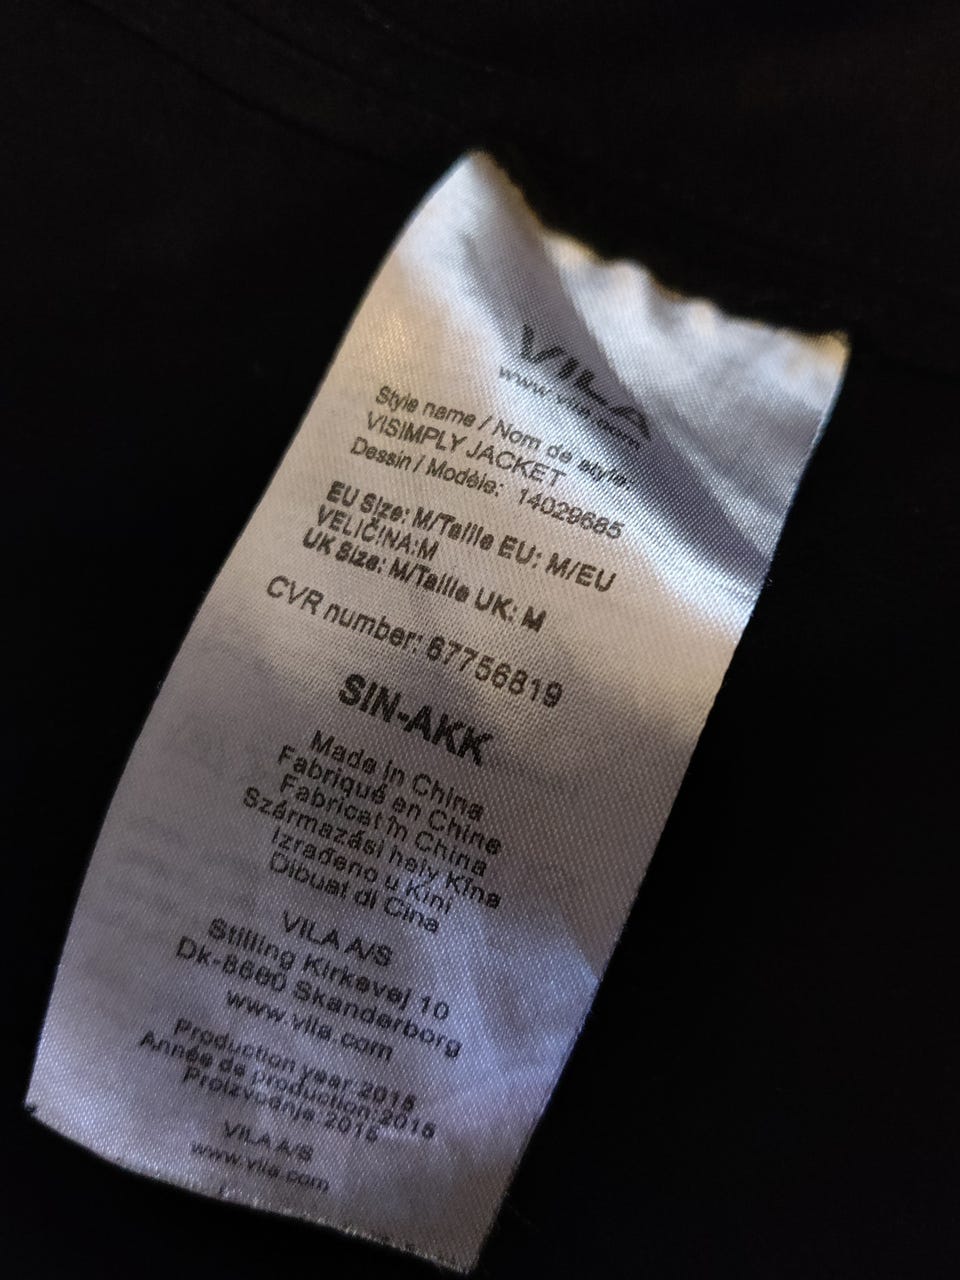 VILA
www.vila.com
Style name / Nom de style:
VISIMPLY JACKET
Dessin / Modèle: 14029685
EU Size: M/Taille EU: M/EU
VELIČINA:M
UK Size: M/Taille UK: M
CVR number: 67756819
SIN-AKK
Made in China
Fabriqué en Chine
Fabricat în China
Származási hely Kína
Izrađeno u Kini
Dibuat di Cina
VILA A/S
Stilling Kirkevej 10
Dk-8660 Skanderborg
www.vila.com
Production year:2015
Année de production:2015
Proizvođenja:2015
VILA A/S
www.vila.com